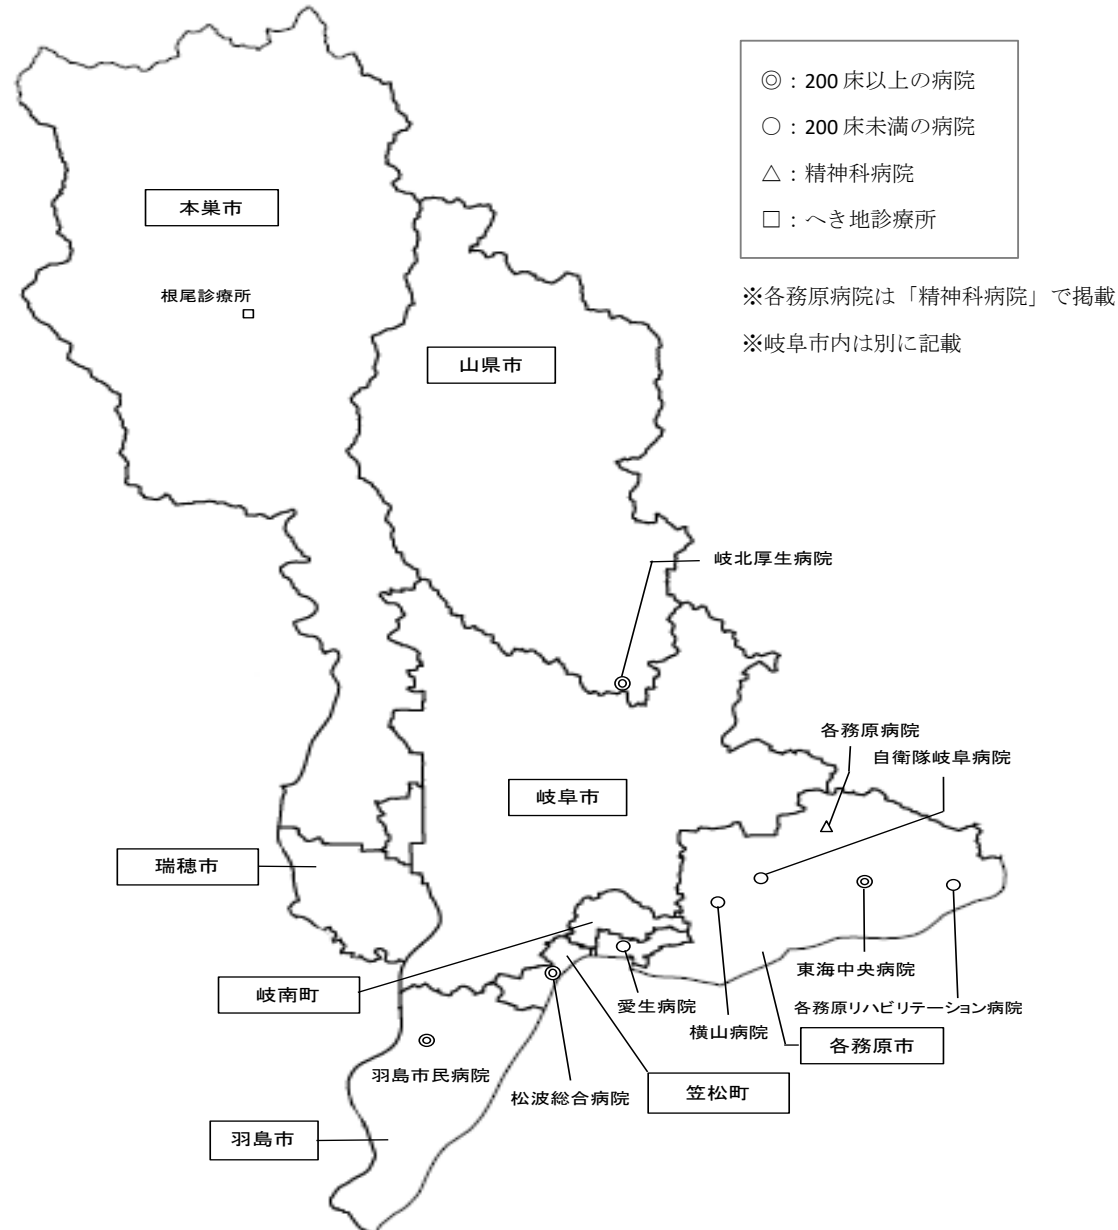 ◎：200床以上の病院
○：200床未満の病院
△：精神科病院
□：へき地診療所
※各務原病院は「精神科病院」で掲載
※岐阜市内は別に記載
本巣市
根尾診療所
山県市
岐北厚生病院
各務原病院
自衛隊岐阜病院
岐阜市
瑞穂市
岐南町
愛生病院
横山病院
東海中央病院
各務原リハビリテーション病院
各務原市
羽島市民病院
松波総合病院
笠松町
羽島市